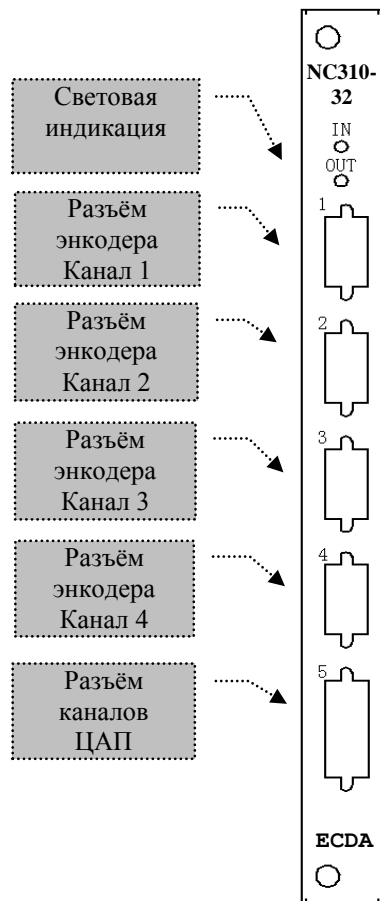 NC310-
32
IN
OUT
Световая
индикация
1
Разъём
энкодера
Канал 1
2
Разъём
энкодера
Канал 2
3
Разъём
энкодера
Канал 3
4
Разъём
энкодера
Канал 4
5
Разъём
каналов
ЦАП
ECDA